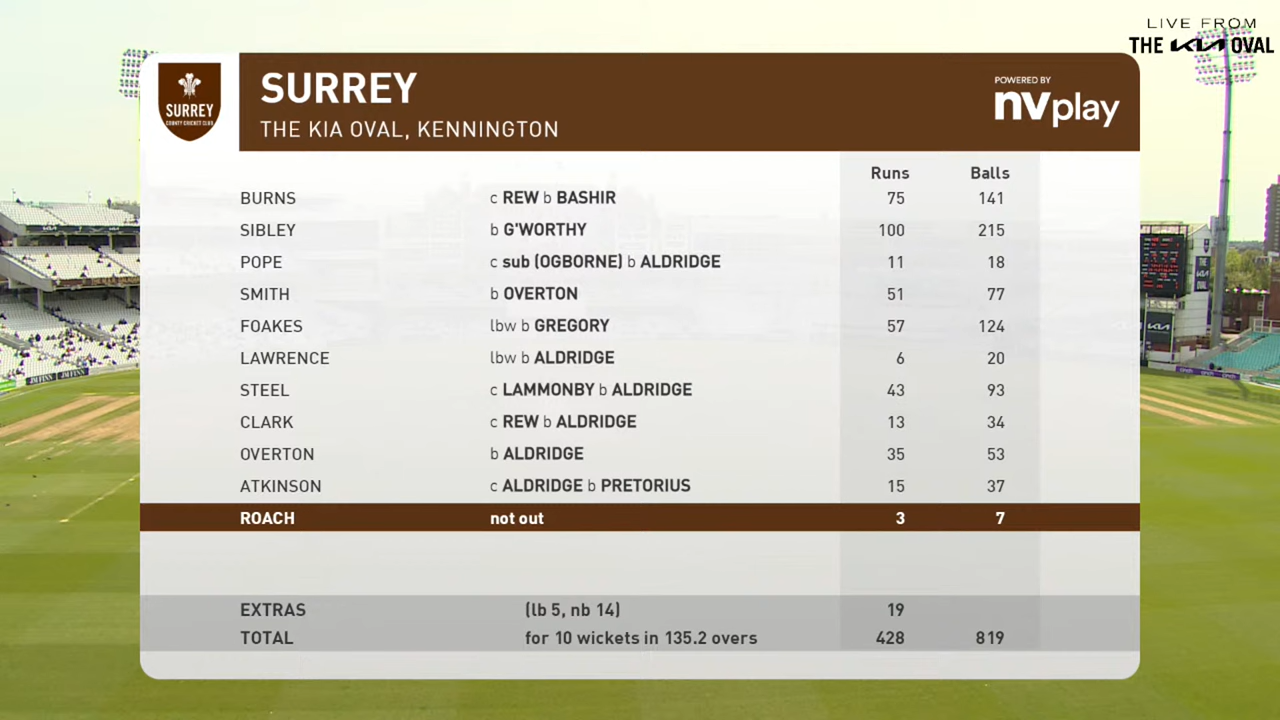 LIVE FROM
THE KIA OVAL
SURREY
COUNTY CRICKET CLUB
SURREY
THE KIA OVAL, KENNINGTON
POWERED BY
nvplay
Runs Balls
BURNS c REW b BASHIR 75 141
SIBLEY b G'WORTHY 100 215
POPE c sub (OGBORNE) b ALDRIDGE 11 18
SMITH b OVERTON 51 77
FOAKES lbw b GREGORY 57 124
LAWRENCE lbw b ALDRIDGE 6 20
STEEL c LAMMONBY b ALDRIDGE 43 93
CLARK c REW b ALDRIDGE 13 34
OVERTON b ALDRIDGE 35 53
ATKINSON c ALDRIDGE b PRETORIUS 15 37
ROACH not out 3 7
EXTRAS (lb 5, nb 14) 19
TOTAL for 10 wickets in 135.2 overs 428 819